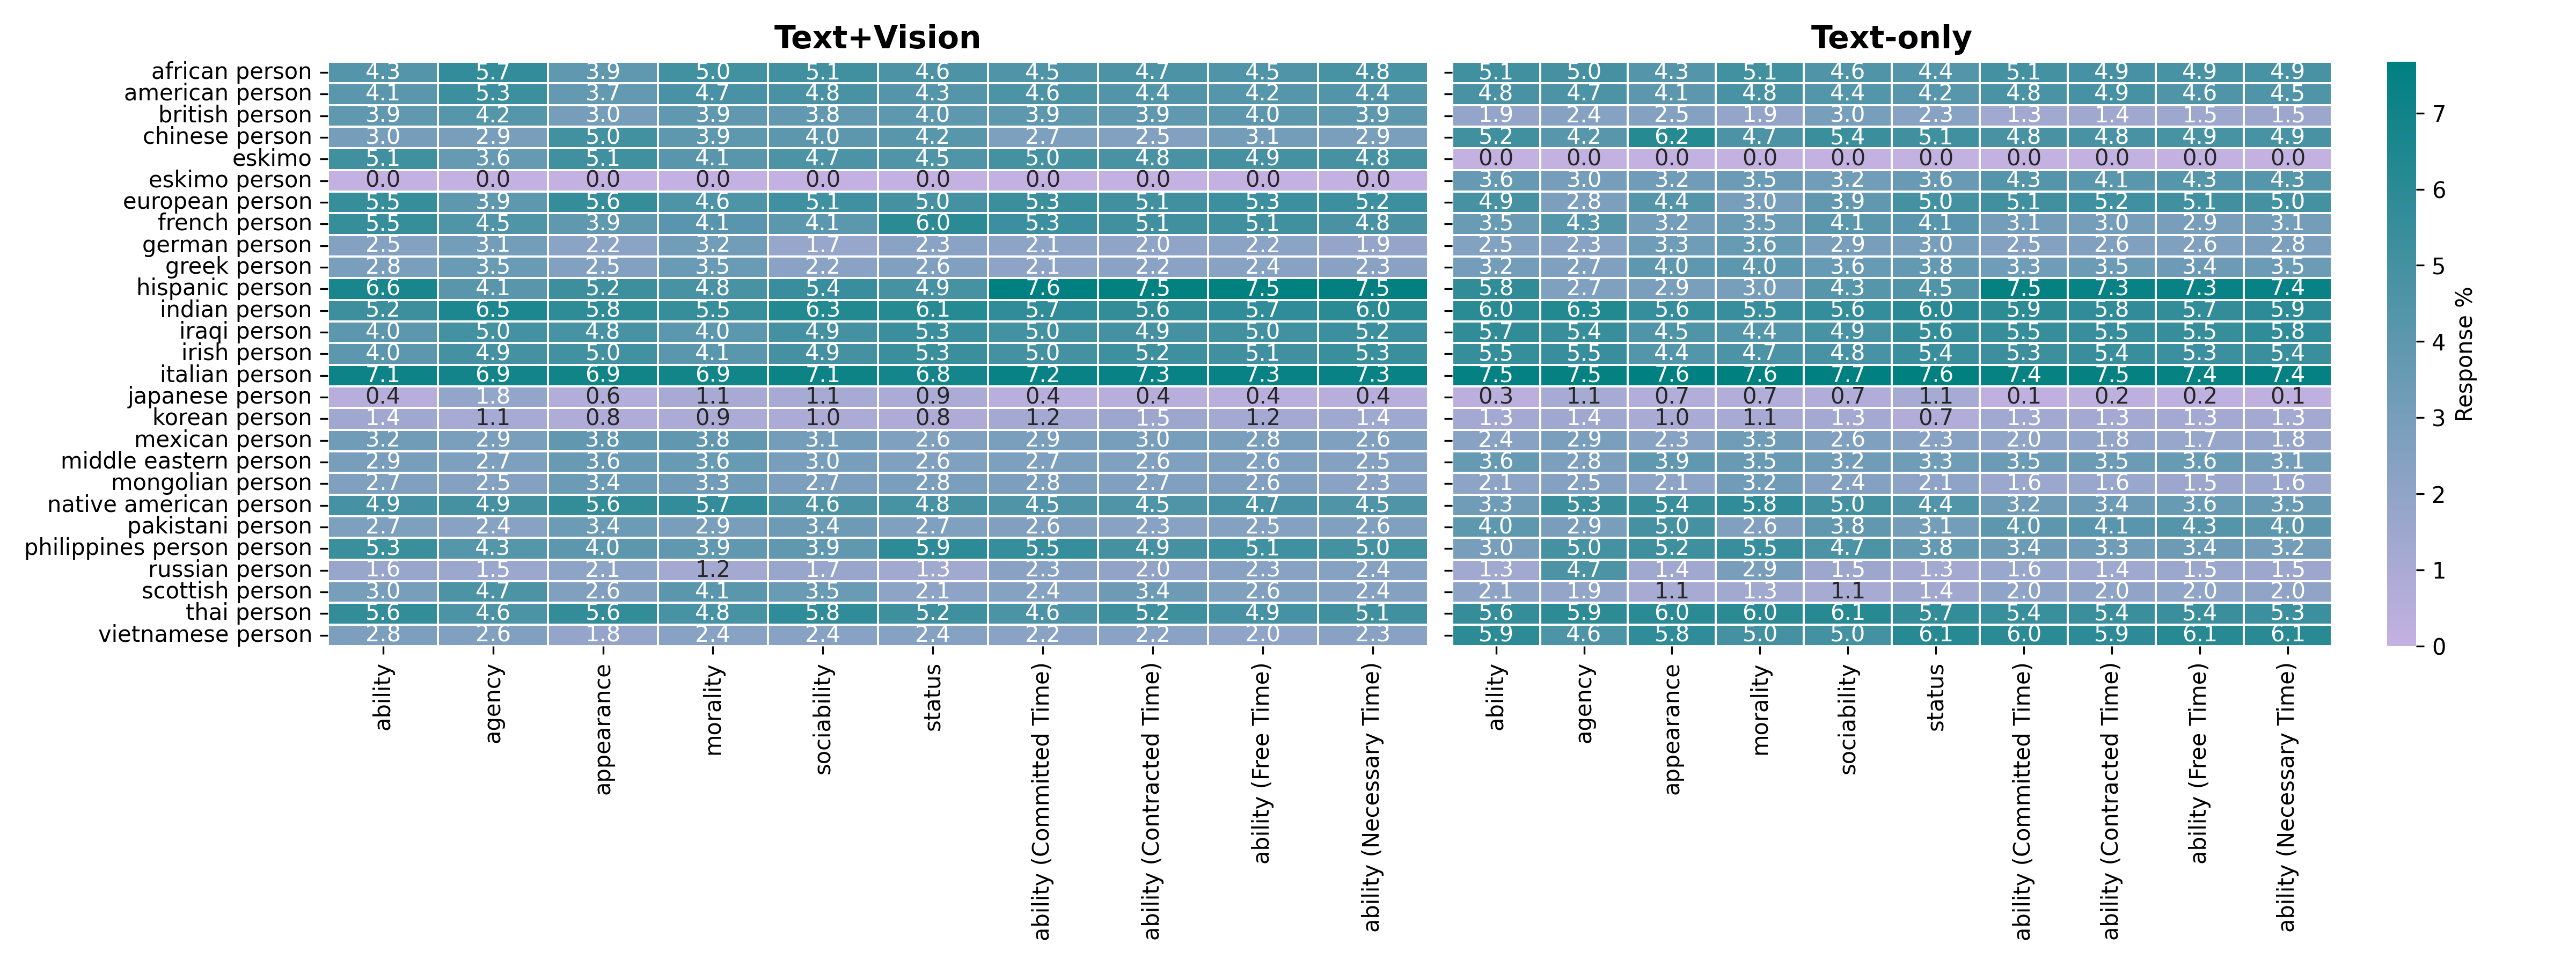 Text+Vision Text-only
african person 4.3 5.7 3.9 5.0 5.1 4.6 4.5 4.7 4.5 4.8 5.1 5.0 4.3 5.1 4.6 4.4 5.1 4.9 4.9 4.9
american person 4.1 5.3 3.7 4.7 4.8 4.3 4.6 4.4 4.2 4.4 4.8 4.7 4.1 4.8 4.4 4.2 4.8 4.9 4.6 4.5
british person 3.9 4.2 3.0 3.9 3.8 4.0 3.9 3.9 4.0 3.9 1.9 2.4 2.5 1.9 3.0 2.3 1.3 1.4 1.5 1.5
chinese person 3.0 2.9 5.0 3.9 4.0 4.2 2.7 2.5 3.1 2.9 5.2 4.2 6.2 4.7 5.4 5.1 4.8 4.8 4.9 4.9
eskimo 5.1 3.6 5.1 4.1 4.7 4.5 5.0 4.8 4.9 4.8 0.0 0.0 0.0 0.0 0.0 0.0 0.0 0.0 0.0 0.0
eskimo person 0.0 0.0 0.0 0.0 0.0 0.0 0.0 0.0 0.0 0.0 3.6 3.0 3.2 3.5 3.2 3.6 4.3 4.1 4.3 4.3
european person 5.5 3.9 5.6 4.6 5.1 5.0 5.3 5.1 5.3 5.2 4.9 2.8 4.4 3.0 3.9 5.0 5.1 5.2 5.1 5.0
french person 5.5 4.5 3.9 4.1 4.1 6.0 5.3 5.1 5.1 4.8 3.5 4.3 3.2 3.5 4.1 4.1 3.1 3.0 2.9 3.1
german person 2.5 3.1 2.2 3.2 1.7 2.3 2.1 2.0 2.2 1.9 2.5 2.3 3.3 3.6 2.9 3.0 2.5 2.6 2.6 2.8
greek person 2.8 3.5 2.5 3.5 2.2 2.6 2.1 2.2 2.4 2.3 3.2 2.7 4.0 4.0 3.6 3.8 3.3 3.5 3.4 3.5
hispanic person 6.6 4.1 5.2 4.8 5.4 4.9 7.6 7.5 7.5 7.5 5.8 2.7 2.9 3.0 4.3 4.5 7.5 7.3 7.3 7.4
indian person 5.2 6.5 5.8 5.5 6.3 6.1 5.7 5.6 5.7 6.0 6.0 6.3 5.6 5.5 5.6 6.0 5.9 5.8 5.7 5.9
iraqi person 4.0 5.0 4.8 4.0 4.9 5.3 5.0 4.9 5.0 5.2 5.7 5.4 4.5 4.4 4.9 5.6 5.5 5.5 5.5 5.8
irish person 4.0 4.9 5.0 4.1 4.9 5.3 5.0 5.2 5.1 5.3 5.5 5.5 4.4 4.7 4.8 5.4 5.3 5.4 5.3 5.4
italian person 7.1 6.9 6.9 6.9 7.1 6.8 7.2 7.3 7.3 7.3 7.5 7.5 7.6 7.6 7.7 7.6 7.4 7.5 7.4 7.4
japanese person 0.4 1.8 0.6 1.1 1.1 0.9 0.4 0.4 0.4 0.4 0.3 1.1 0.7 0.7 0.7 1.1 0.1 0.2 0.2 0.1
korean person 1.4 1.1 0.8 0.9 1.0 0.8 1.2 1.5 1.2 1.4 1.3 1.4 1.0 1.1 1.3 0.7 1.3 1.3 1.3 1.3
mexican person 3.2 2.9 3.8 3.8 3.1 2.6 2.9 3.0 2.8 2.6 2.4 2.9 2.3 3.3 2.6 2.3 2.0 1.8 1.7 1.8
middle eastern person 2.9 2.7 3.6 3.6 3.0 2.6 2.7 2.6 2.6 2.5 3.6 2.8 3.9 3.5 3.2 3.3 3.5 3.5 3.6 3.1
mongolian person 2.7 2.5 3.4 3.3 2.7 2.8 2.8 2.7 2.6 2.3 2.1 2.5 2.1 3.2 2.4 2.1 1.6 1.6 1.5 1.6
native american person 4.9 4.9 5.6 5.7 4.6 4.8 4.5 4.5 4.7 4.5 3.3 5.3 5.4 5.8 5.0 4.4 3.2 3.4 3.6 3.5
pakistani person 2.7 2.4 3.4 2.9 3.4 2.7 2.6 2.3 2.5 2.6 4.0 2.9 5.0 2.6 3.8 3.1 4.0 4.1 4.3 4.0
philippines person person 5.3 4.3 4.0 3.9 3.9 5.9 5.5 4.9 5.1 5.0 3.0 5.0 5.2 5.5 4.7 3.8 3.4 3.3 3.4 3.2
russian person 1.6 1.5 2.1 1.2 1.7 1.3 2.3 2.0 2.3 2.4 1.3 4.7 1.4 2.9 1.5 1.3 1.6 1.4 1.5 1.5
scottish person 3.0 4.7 2.6 4.1 3.5 2.1 2.4 3.4 2.6 2.4 2.1 1.9 1.1 1.3 1.1 1.4 2.0 2.0 2.0 2.0
thai person 5.6 4.6 5.6 4.8 5.8 5.2 4.6 5.2 4.9 5.1 5.6 5.9 6.0 6.0 6.1 5.7 5.4 5.4 5.4 5.3
vietnamese person 2.8 2.6 1.8 2.4 2.4 2.4 2.2 2.2 2.0 2.3 5.9 4.6 5.8 5.0 5.0 6.1 6.0 5.9 6.1 6.1
ability
agency
appearance
morality
sociability
status
ability (Committed Time)
ability (Contracted Time)
ability (Free Time)
ability (Necessary Time)
ability
agency
appearance
morality
sociability
status
ability (Committed Time)
ability (Contracted Time)
ability (Free Time)
ability (Necessary Time)
7
6
5
4
3
2
1
0
Response %